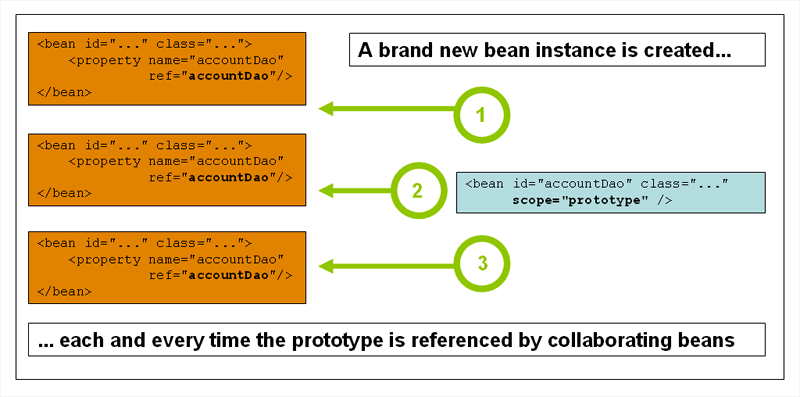 <bean id="..." class="...">
<property name="accountDao"
ref="accountDao"/>
</bean>
A brand new bean instance is created...
1
<bean id="..." class="...">
<property name="accountDao"
ref="accountDao"/>
</bean>
2
<bean id="accountDao" class="..."
scope="prototype" />
<bean id="..." class="...">
<property name="accountDao"
ref="accountDao"/>
</bean>
3
... each and every time the prototype is referenced by collaborating beans